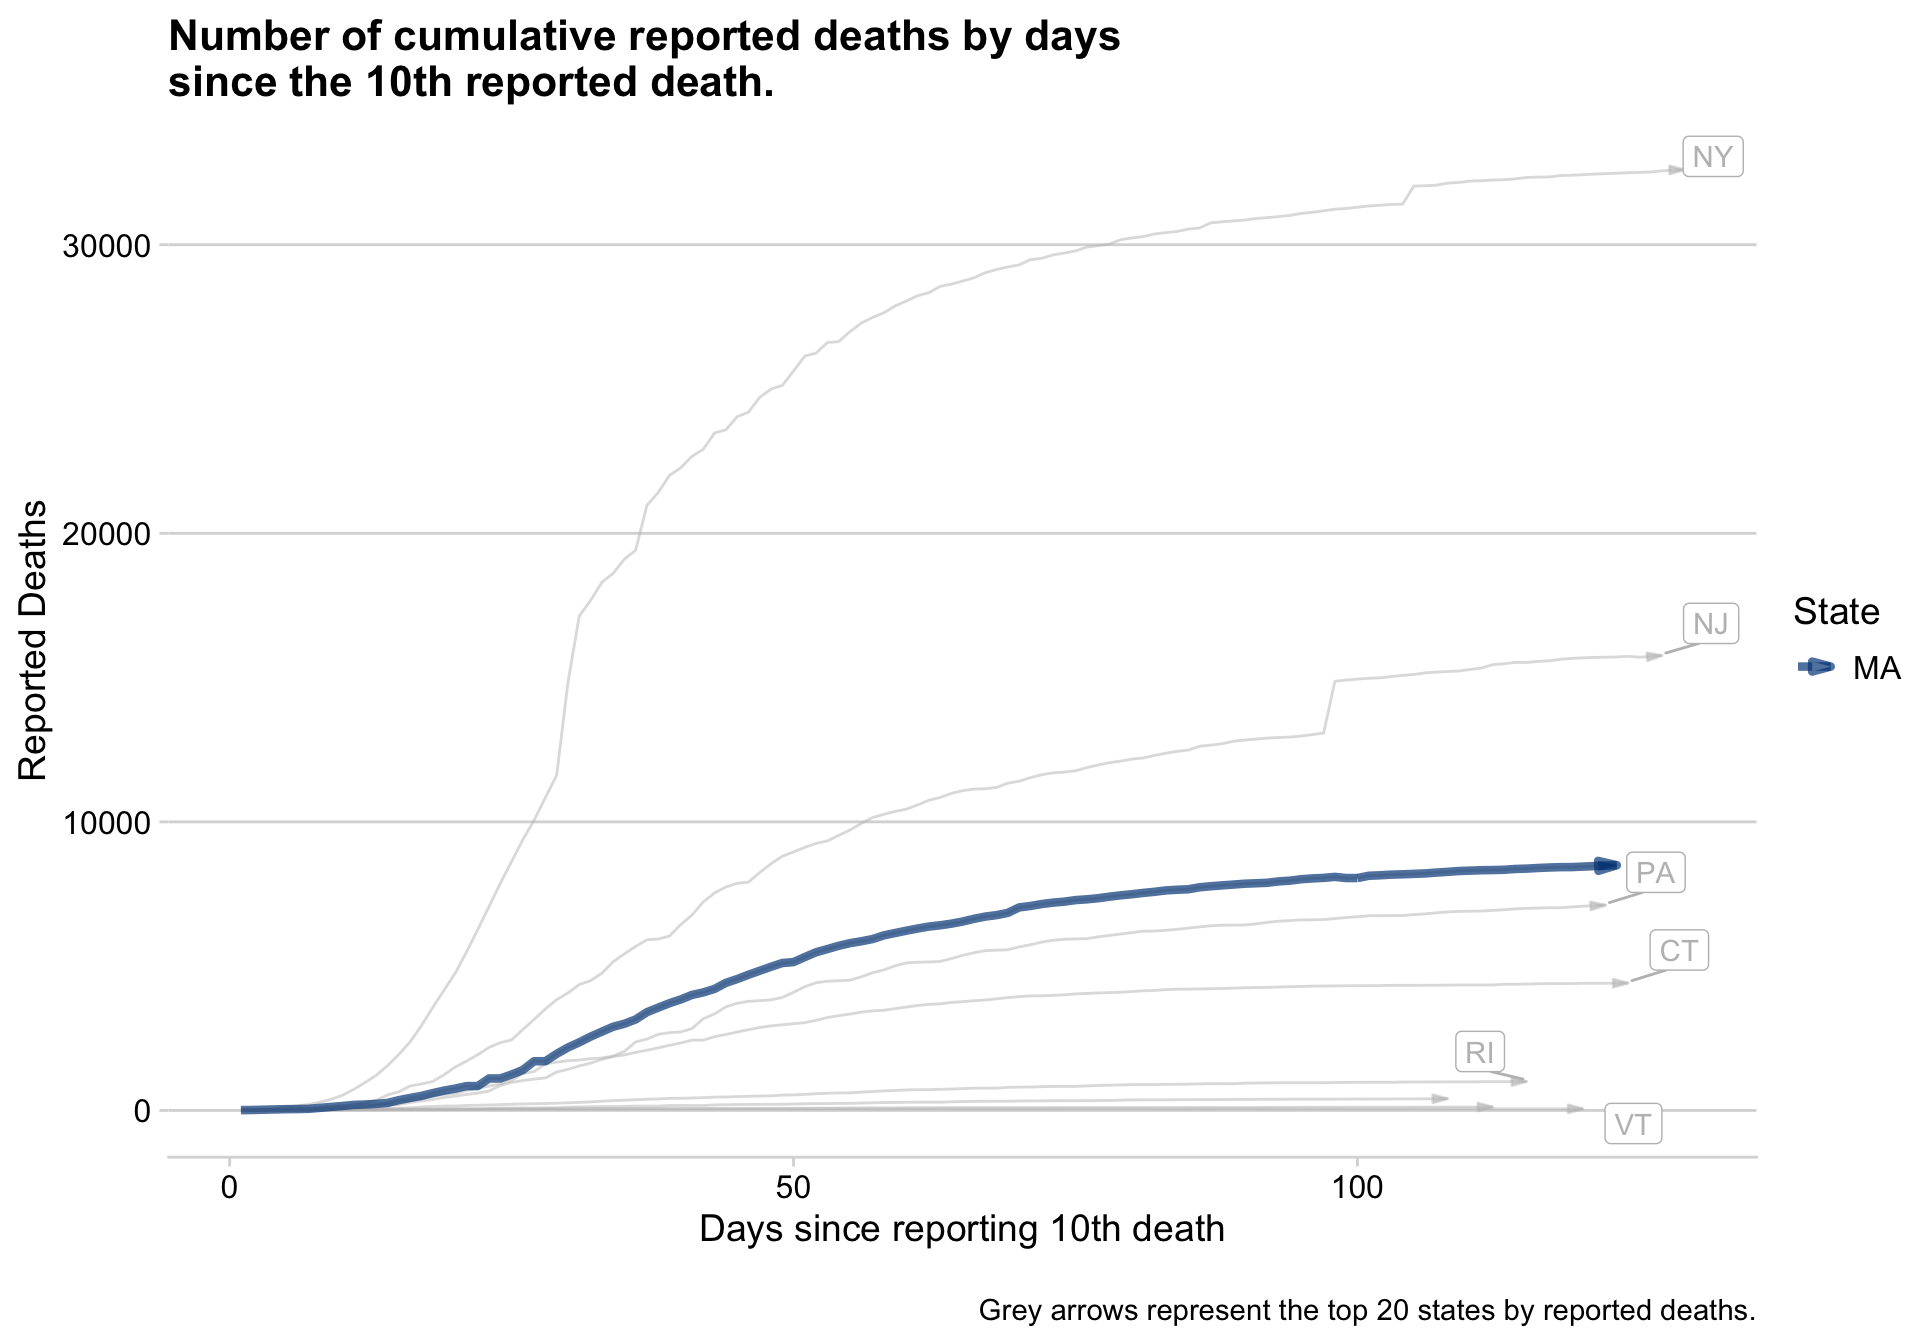 Number of cumulative reported deaths by days
since the 10th reported death.
NY
30000
20000
NJ
State
MA
Reported Deaths
10000
PA
CT
RI
0
VT
0
50
100
Days since reporting 10th death
Grey arrows represent the top 20 states by reported deaths.